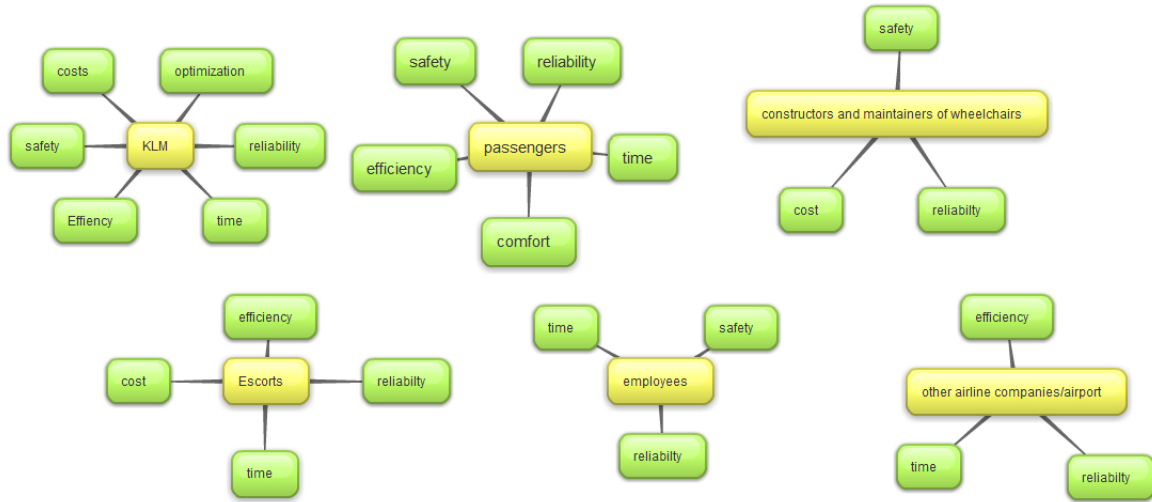 costs
optimization
safety
KLM
reliability
Effiency
time
safety
reliability
efficiency
passengers
time
comfort
safety
constructors and maintainers of wheelchairs
cost
reliabilty
efficiency
cost
Escorts
reliabilty
time
time
safety
employees
reliabilty
efficiency
other airline companies/airport
time
reliabilty